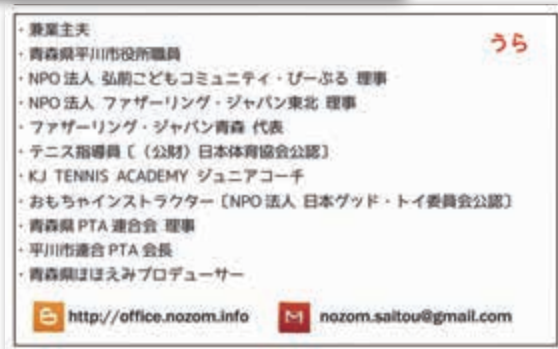 うら
・兼業主夫
・青森県平川市役所職員
・NPO法人 弘前こどもコミュニティ・ぴーぷる 理事
・NPO法人 ファザーリング・ジャパン東北 理事
・ファザーリング・ジャパン青森 代表
・テニス指導員〔（公財）日本体育協会公認〕
・KJ TENNIS ACADEMY ジュニアコーチ
・おもちゃインストラクター〔NPO法人 日本グッド・トイ委員会公認〕
・青森県PTA連合会 理事
・平川市連合PTA会長
・青森県ほほえみプロデューサー
http://office.nozom.info
nozom.saitou@gmail.com